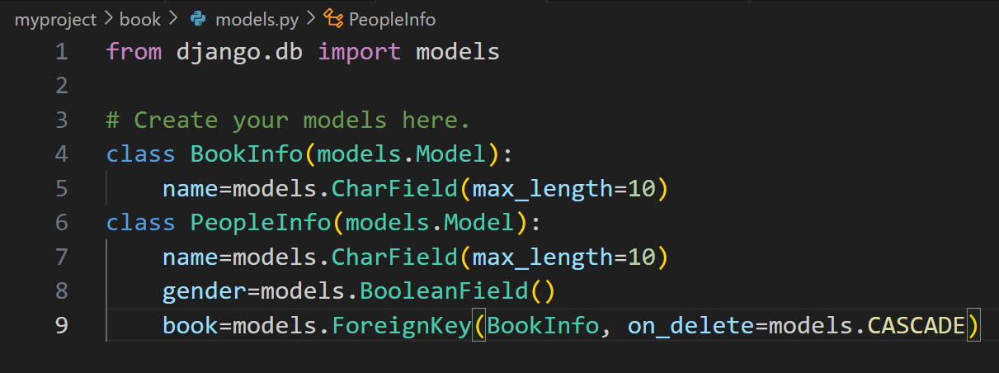 myproject > book > models.py > PeopleInfo
1 from django.db import models
2
3 # Create your models here.
4 class BookInfo(models.Model):
5     name=models.CharField(max_length=10)
6 class PeopleInfo(models.Model):
7     name=models.CharField(max_length=10)
8     gender=models.BooleanField()
9     book=models.ForeignKey(BookInfo, on_delete=models.CASCADE)